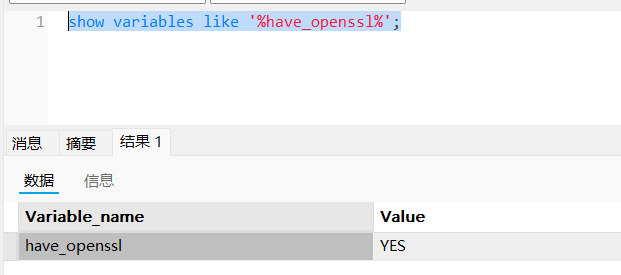 1 show variables like '%have_openssl%';
消息 摘要 结果 1
数据 信息
Variable_name Value
have_openssl YES